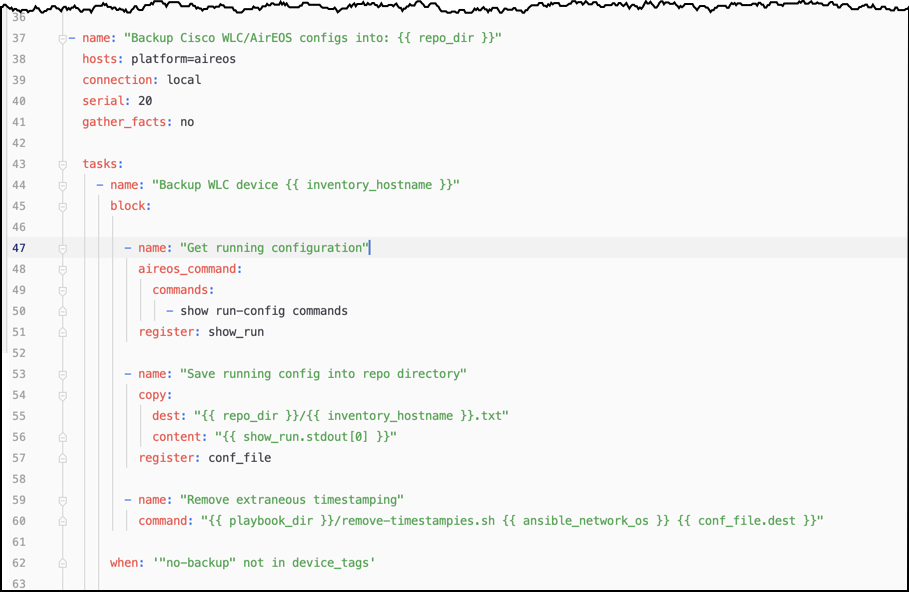 36
37 - name: "Backup Cisco WLC/AirEOS configs into: {{ repo_dir }}"
38 hosts: platform=aireos
39 connection: local
40 serial: 20
41 gather_facts: no
42
43 tasks:
44 - name: "Backup WLC device {{ inventory_hostname }}"
45 block:
46
47 - name: "Get running configuration"
48 aireos_command:
49 commands:
50 - show run-config commands
51 register: show_run
52
53 - name: "Save running config into repo directory"
54 copy:
55 dest: "{{ repo_dir }}/{{ inventory_hostname }}.txt"
56 content: "{{ show_run.stdout[0] }}"
57 register: conf_file
58
59 - name: "Remove extraneous timestamping"
60 command: "{{ playbook_dir }}/remove-timestampies.sh {{ ansible_network_os }} {{ conf_file.dest }}"
61
62 when: '"no-backup" not in device_tags'
63